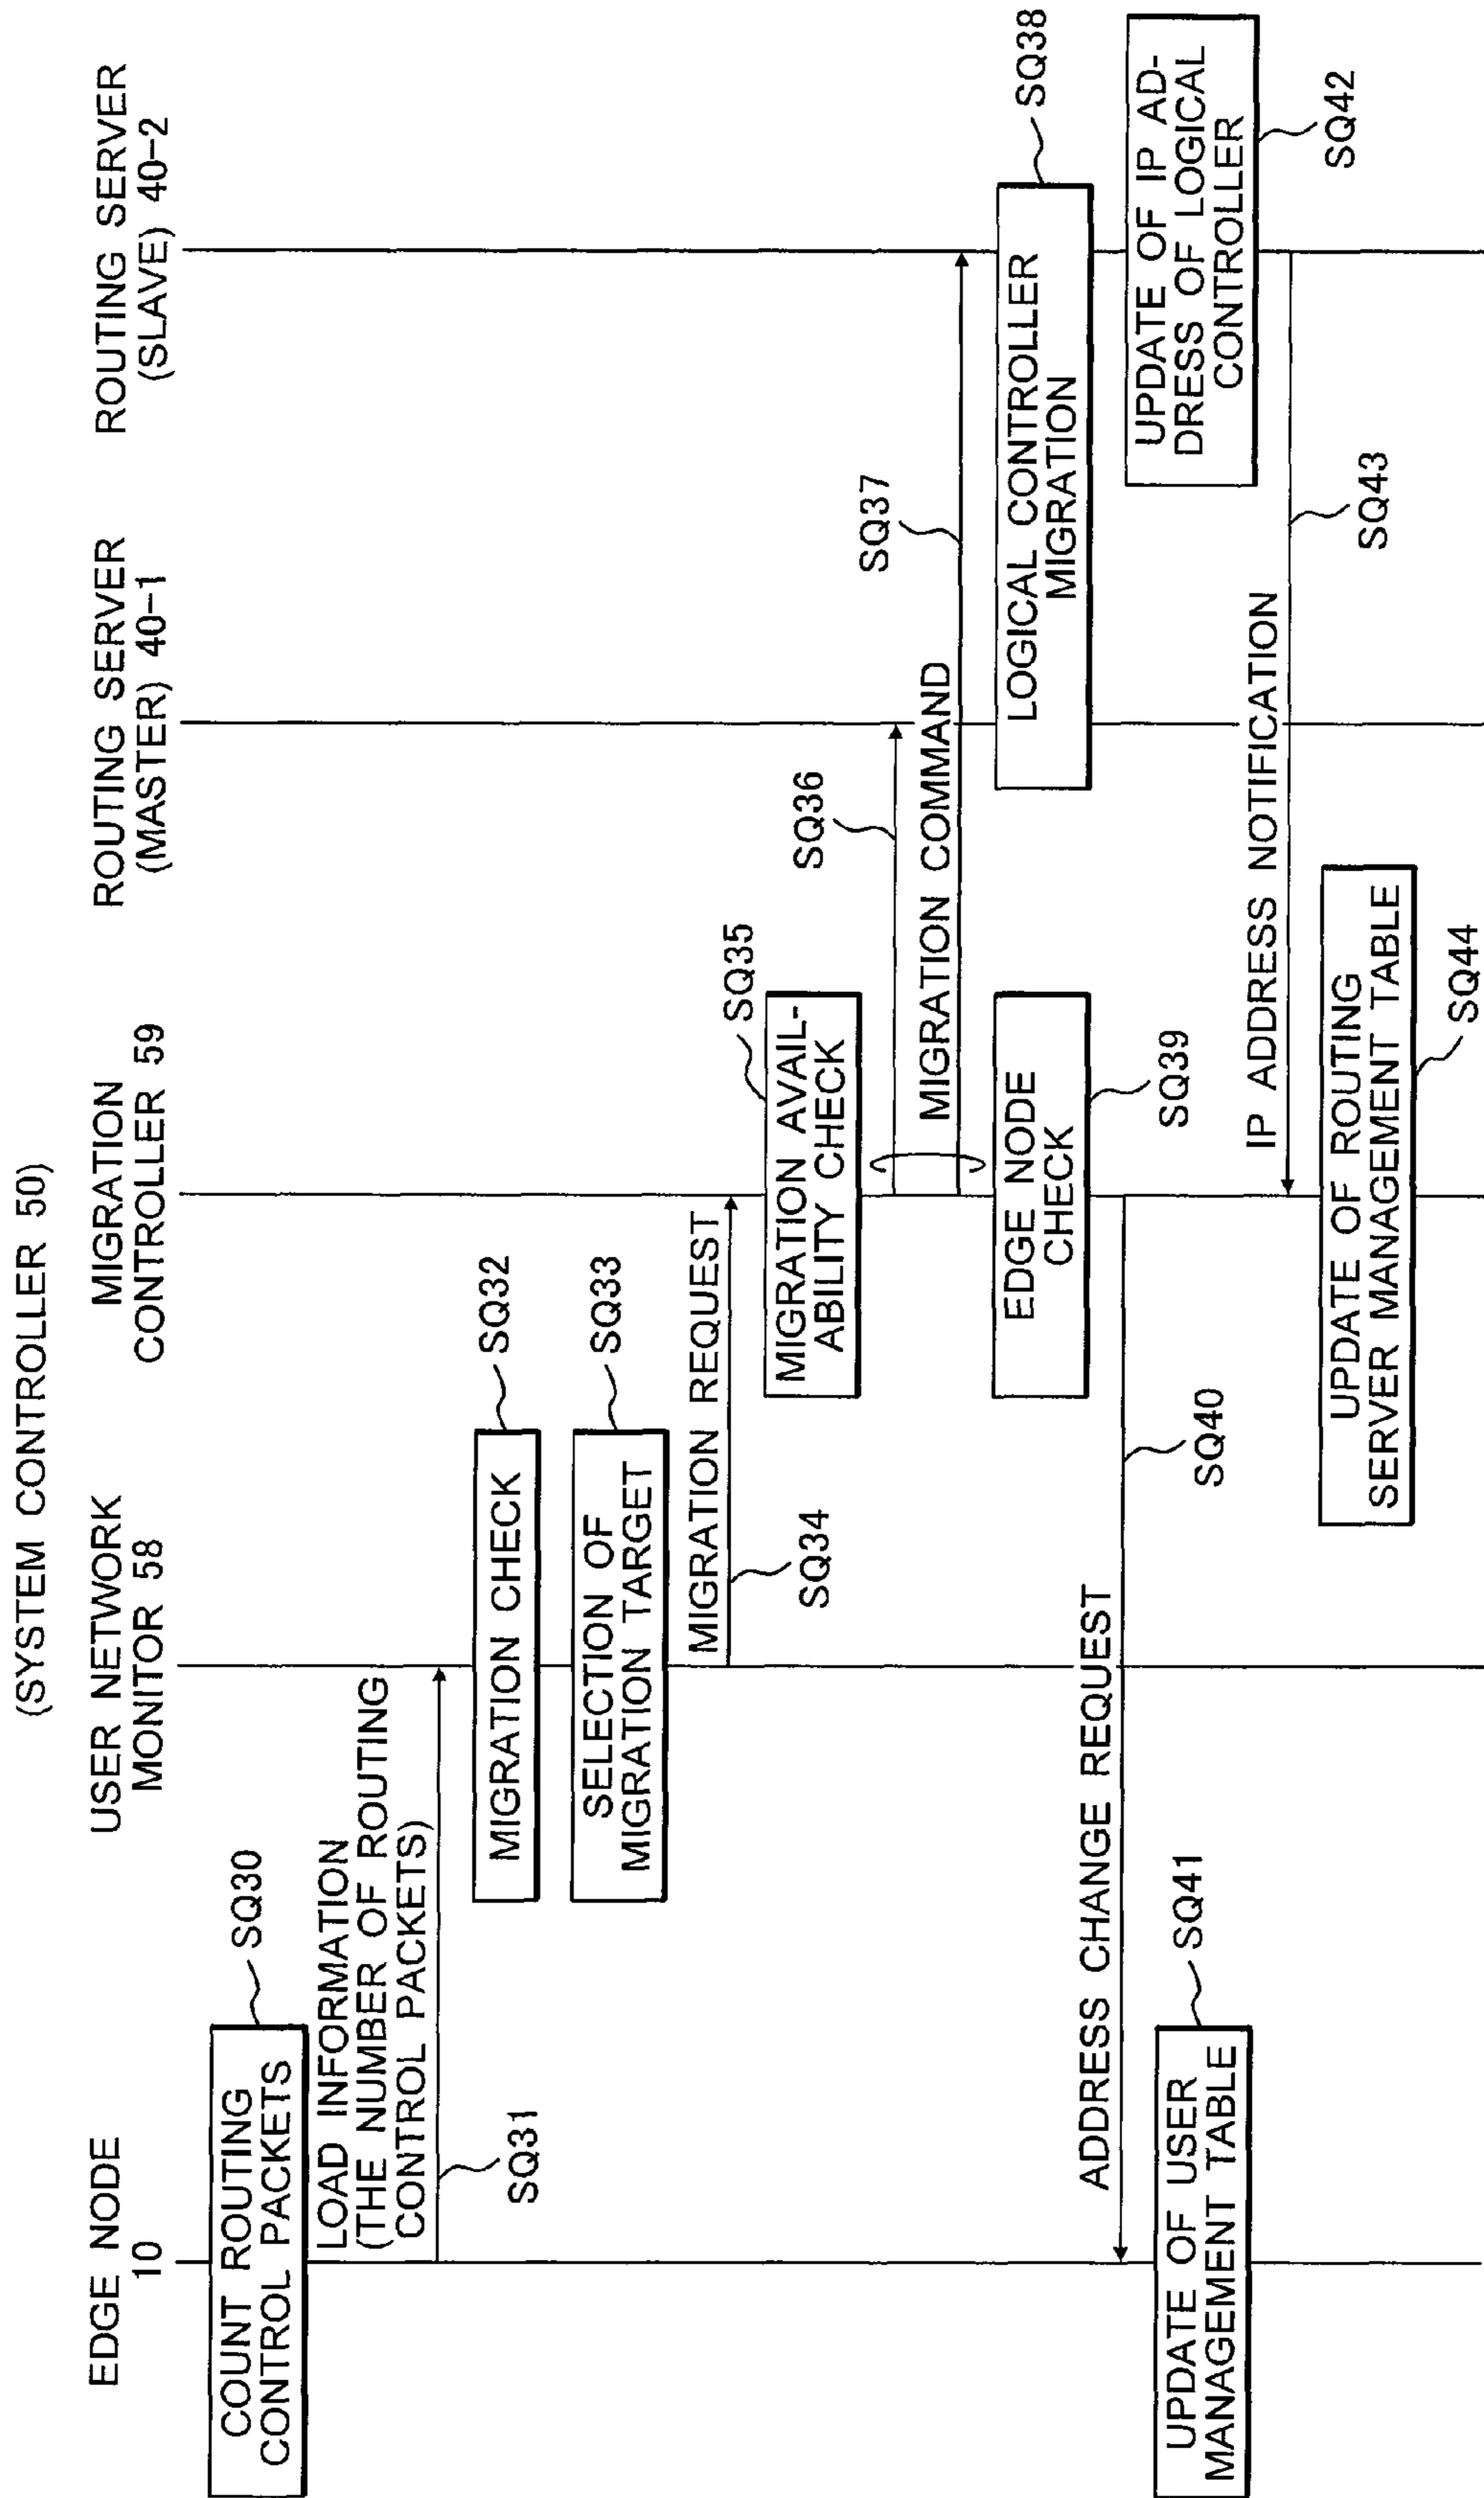 (SYSTEM CONTROLLER 50)
EDGE NODE
10
USER NETWORK
MONITOR 58
MIGRATION
CONTROLLER 59
ROUTING SERVER
(MASTER) 40-1
ROUTING SERVER
(SLAVE) 40-2
COUNT ROUTING
CONTROL PACKETS
SQ30
LOAD INFORMATION
(THE NUMBER OF ROUTING
CONTROL PACKETS)
SQ31
MIGRATION CHECK
SQ32
SELECTION OF
MIGRATION TARGET
SQ33
MIGRATION REQUEST
SQ34
MIGRATION AVAIL-
ABILITY CHECK
SQ35
SQ36
MIGRATION COMMAND
SQ37
LOGICAL CONTROLLER
MIGRATION
SQ38
EDGE NODE
CHECK
SQ39
ADDRESS CHANGE REQUEST
SQ40
UPDATE OF USER
MANAGEMENT TABLE
SQ41
UPDATE OF IP AD-
DRESS OF LOGICAL
CONTROLLER
SQ42
IP ADDRESS NOTIFICATION
SQ43
UPDATE OF ROUTING
SERVER MANAGEMENT TABLE
SQ44